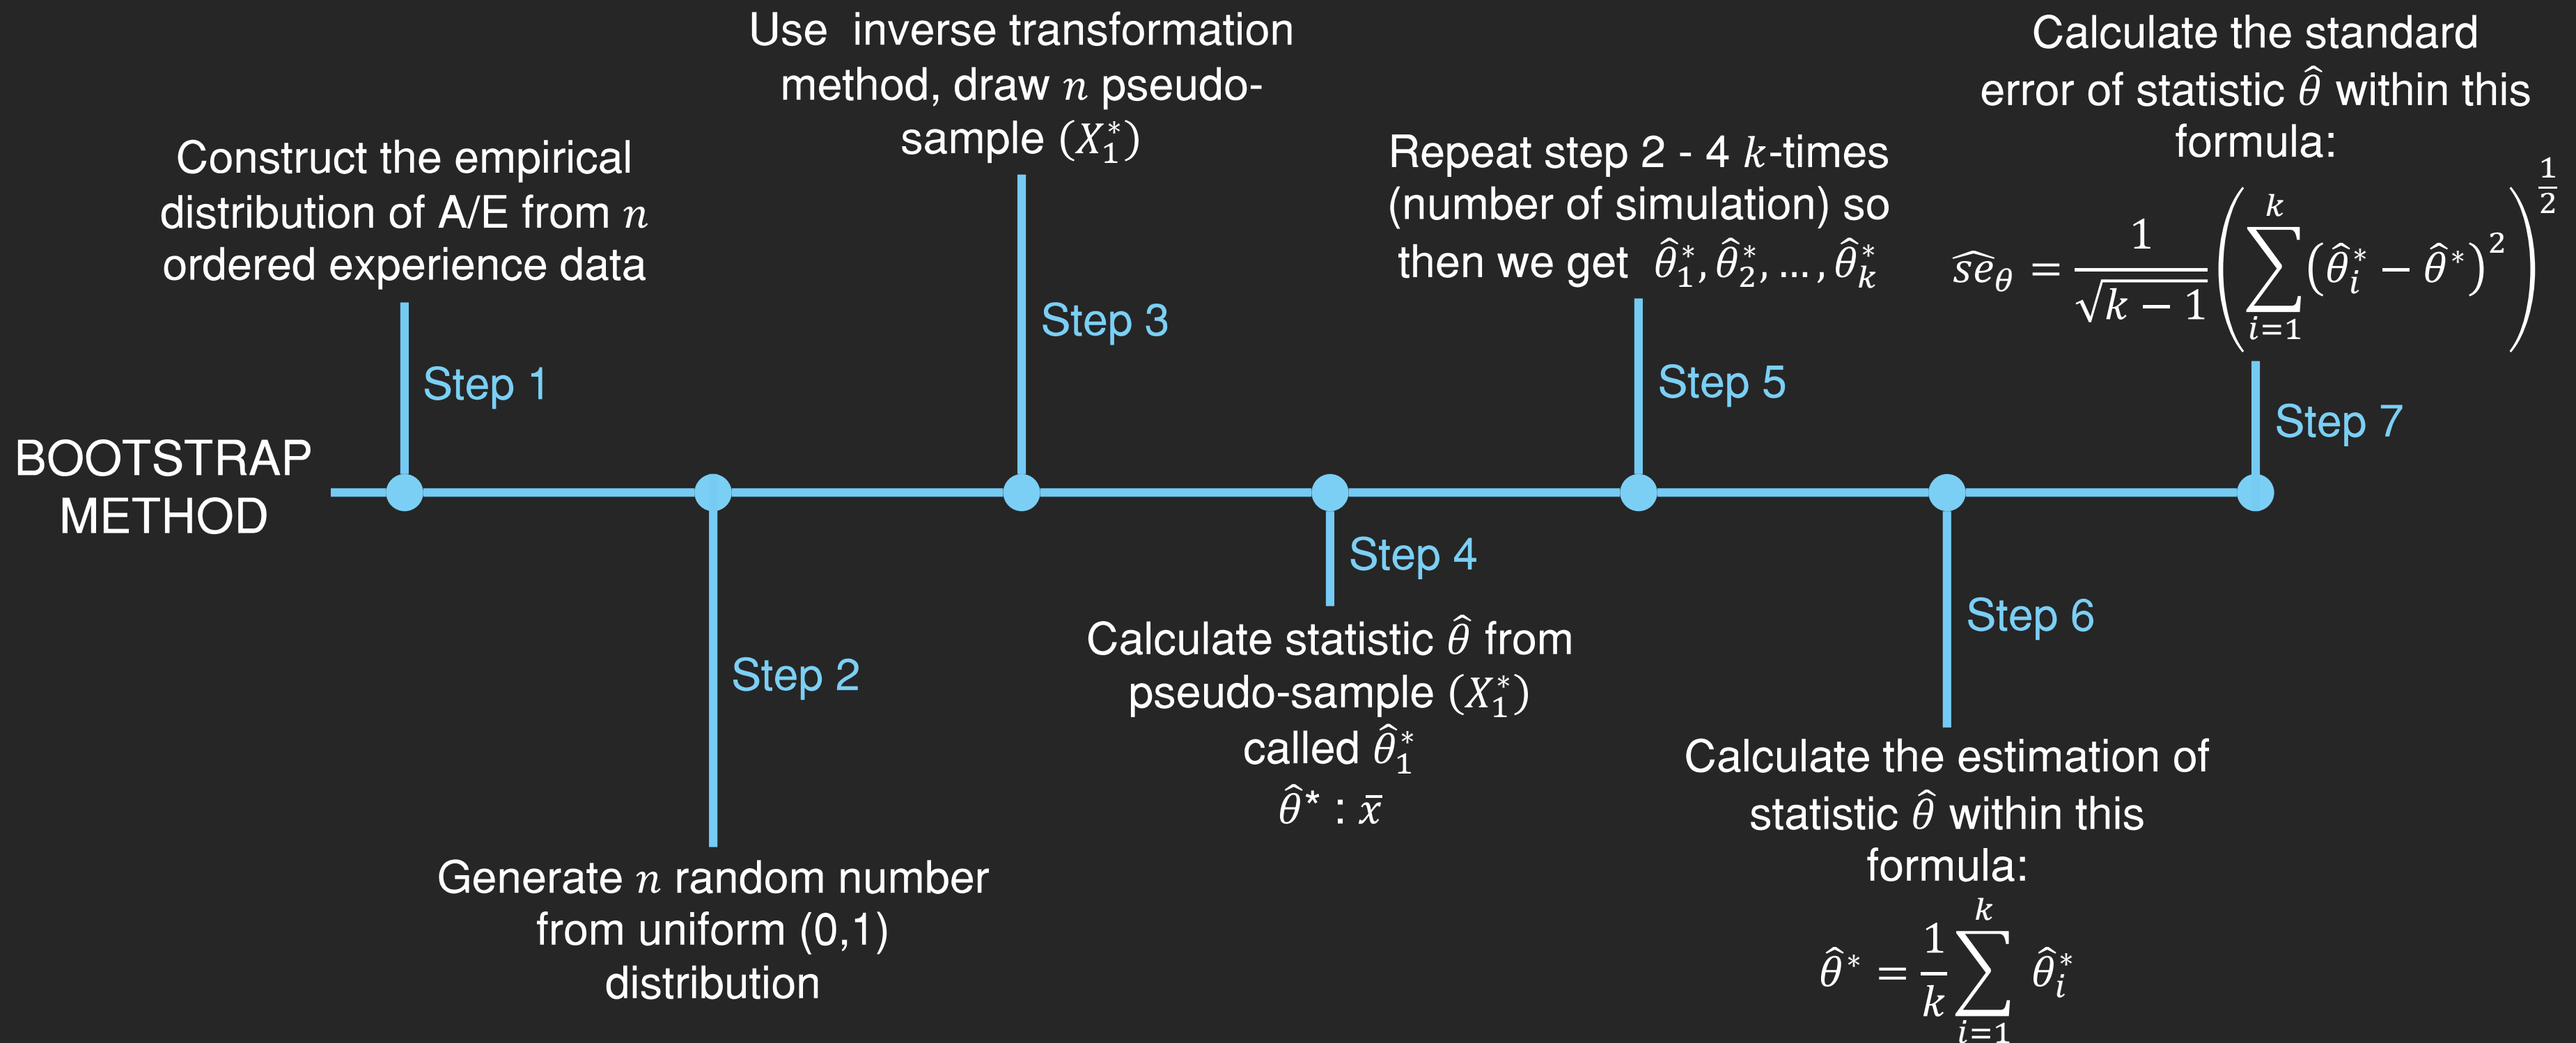 BOOTSTRAP
METHOD
Step 1
Construct the empirical
distribution of A/E from n
ordered experience data
Step 2
Generate n random number
from uniform (0,1)
distribution
Step 3
Use inverse transformation
method, draw n pseudo-
sample (X₁*)
Step 4
Calculate statistic θ̂ from
pseudo-sample (X₁*)
called θ̂₁*
θ̂* : x̄
Step 5
Repeat step 2 - 4 k-times
(number of simulation) so
then we get θ̂₁*, θ̂₂*, ..., θ̂ₖ*
Step 6
Calculate the estimation of
statistic θ̂ within this
formula:
θ̂* = 1/k ∑_{i=1}^{k} θ̂ᵢ*
Step 7
Calculate the standard
error of statistic θ̂ within this
formula:
ŝe_θ = 1/√(k − 1) (∑_{i=1}^{k} (θ̂ᵢ* − θ̂*)²)^{1/2}